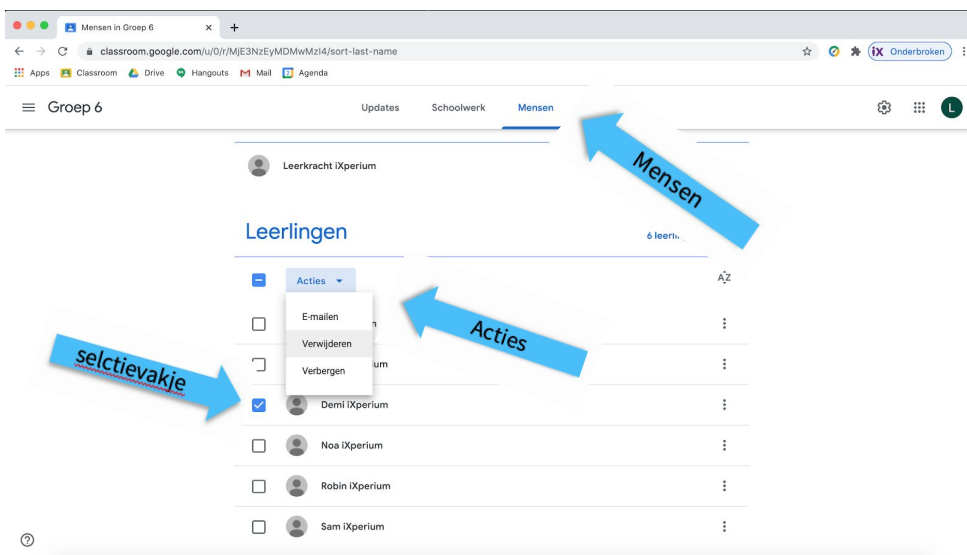 Mensen in Groep 6
classroom.google.com/u/0/r/MjE3NzEyMDMwMzI4/sort-last-name
Onderbroken
Apps Classroom Drive Hangouts Mail Agenda
Groep 6
Updates Schoolwerk Mensen
L
Leerkracht iXperium
Mensen
Leerlingen
6
Acties
AZ
E-mailen
Verwijderen
Verbergen
Acties
selctievakje
Demi iXperium
Noa iXperium
Robin iXperium
Sam iXperium